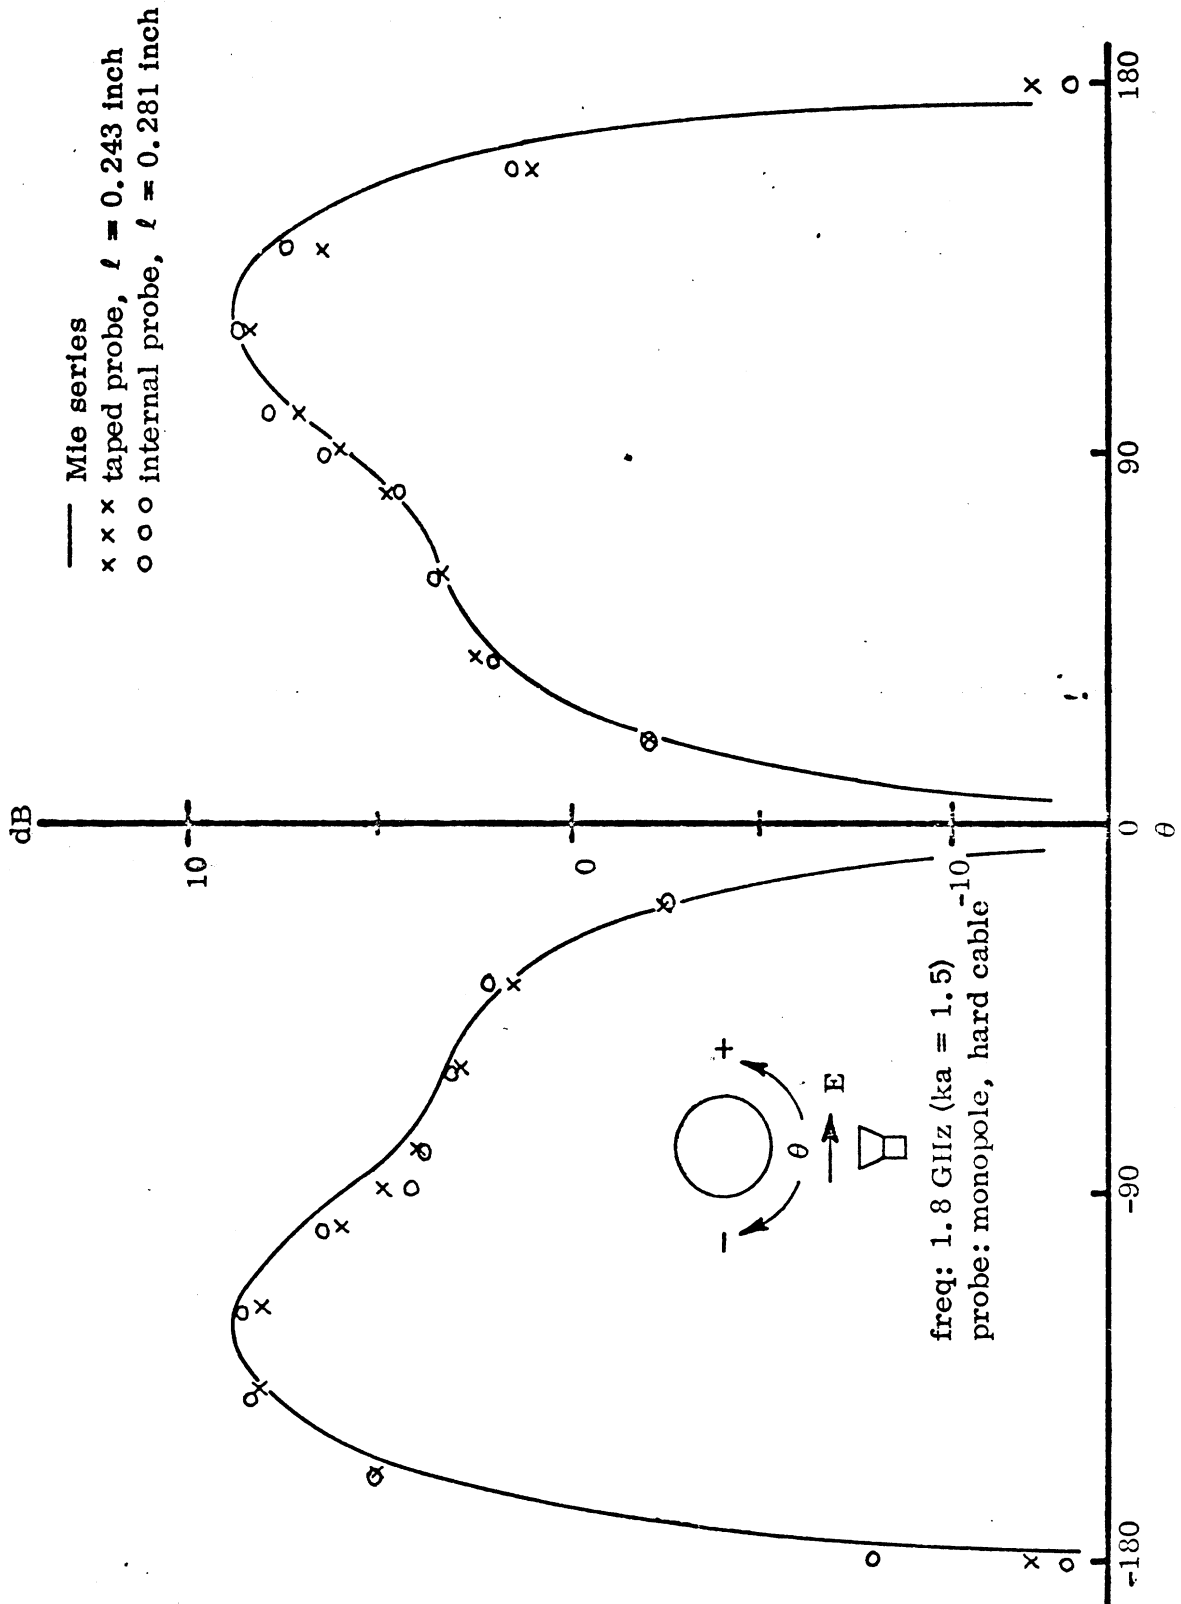 — Mie series
x x x taped probe, ℓ = 0.243 inch
o o o internal probe, ℓ = 0.281 inch
dB
10
0
-10
-180
-90
0
90
180
θ
−
+
θ
E
freq: 1.8 GHz (ka = 1.5)
probe: monopole, hard cable